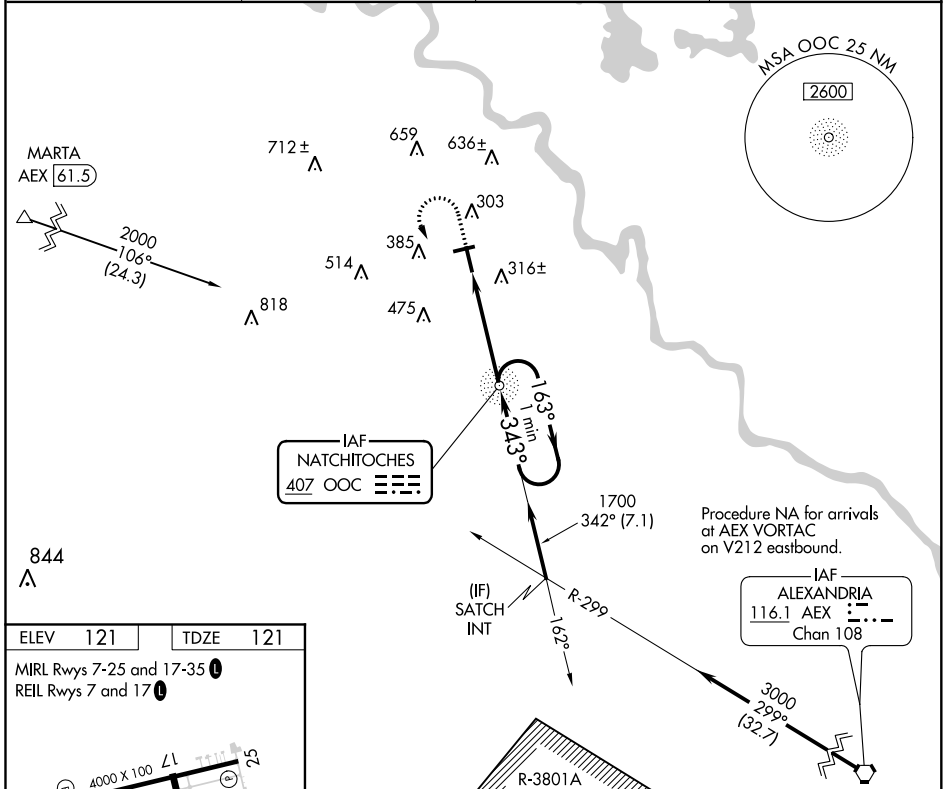 MSA OOC 25 NM
2600
MARTA
AEX 61.5
2000
106°
(24.3)
712 ±
659
636±
303
385
514
316±
475
818
163°
1 min
343°
IAF
NATCHITOCHES
407 OOC
1700
342° (7.1)
Procedure NA for arrivals
at AEX VORTAC
on V212 eastbound.
844
(IF)
SATCH
INT
R-299
162°
IAF
ALEXANDRIA
116.1 AEX
Chan 108
3000
299°
(32.7)
ELEV 121
TDZE 121
MIRL Rwys 7-25 and 17-35 L
REIL Rwys 7 and 17 L
4000 X 100
17
25
P
R-3801A